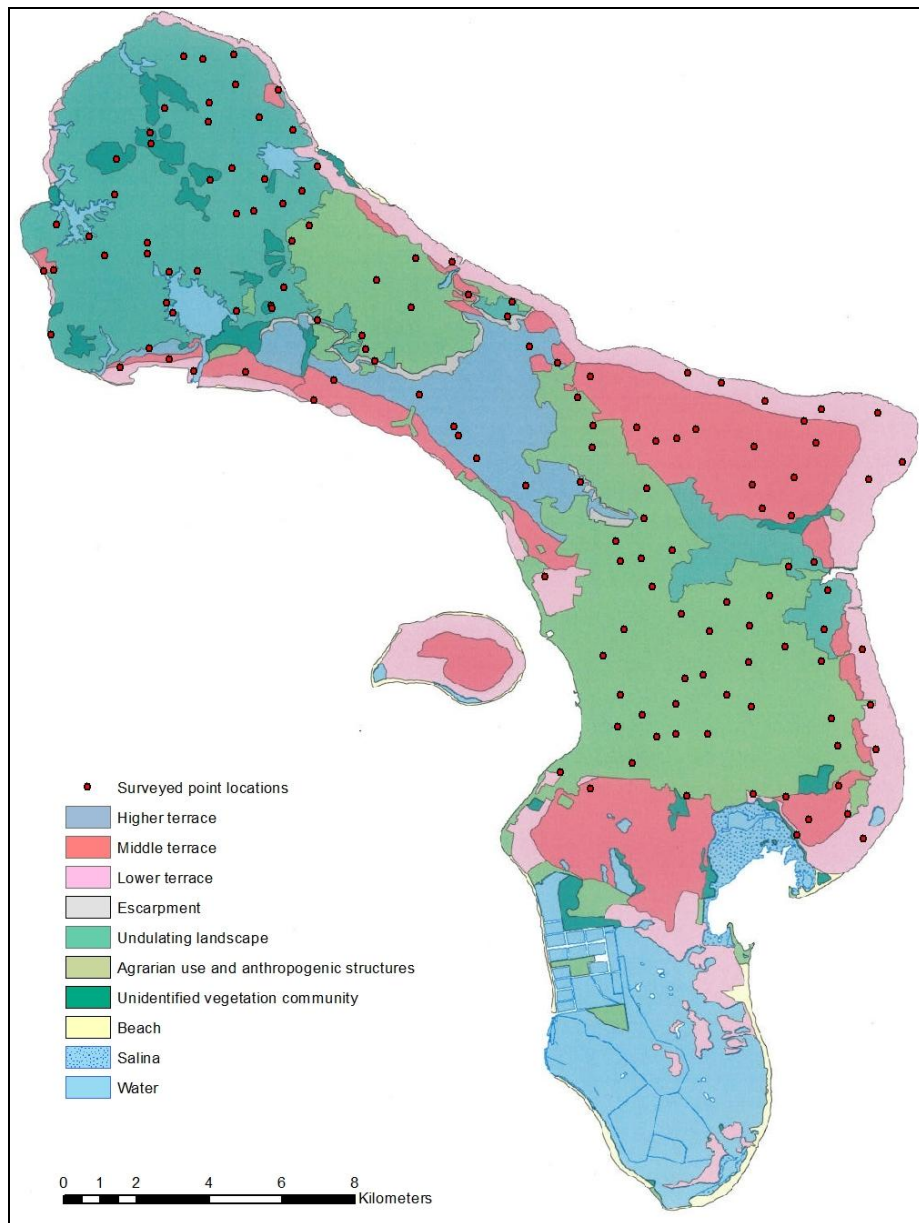 Surveyed point locations
Higher terrace
Middle terrace
Lower terrace
Escarpment
Undulating landscape
Agrarian use and anthropogenic structures
Unidentified vegetation community
Beach
Salina
Water
0 1 2 4 6 8
Kilometers